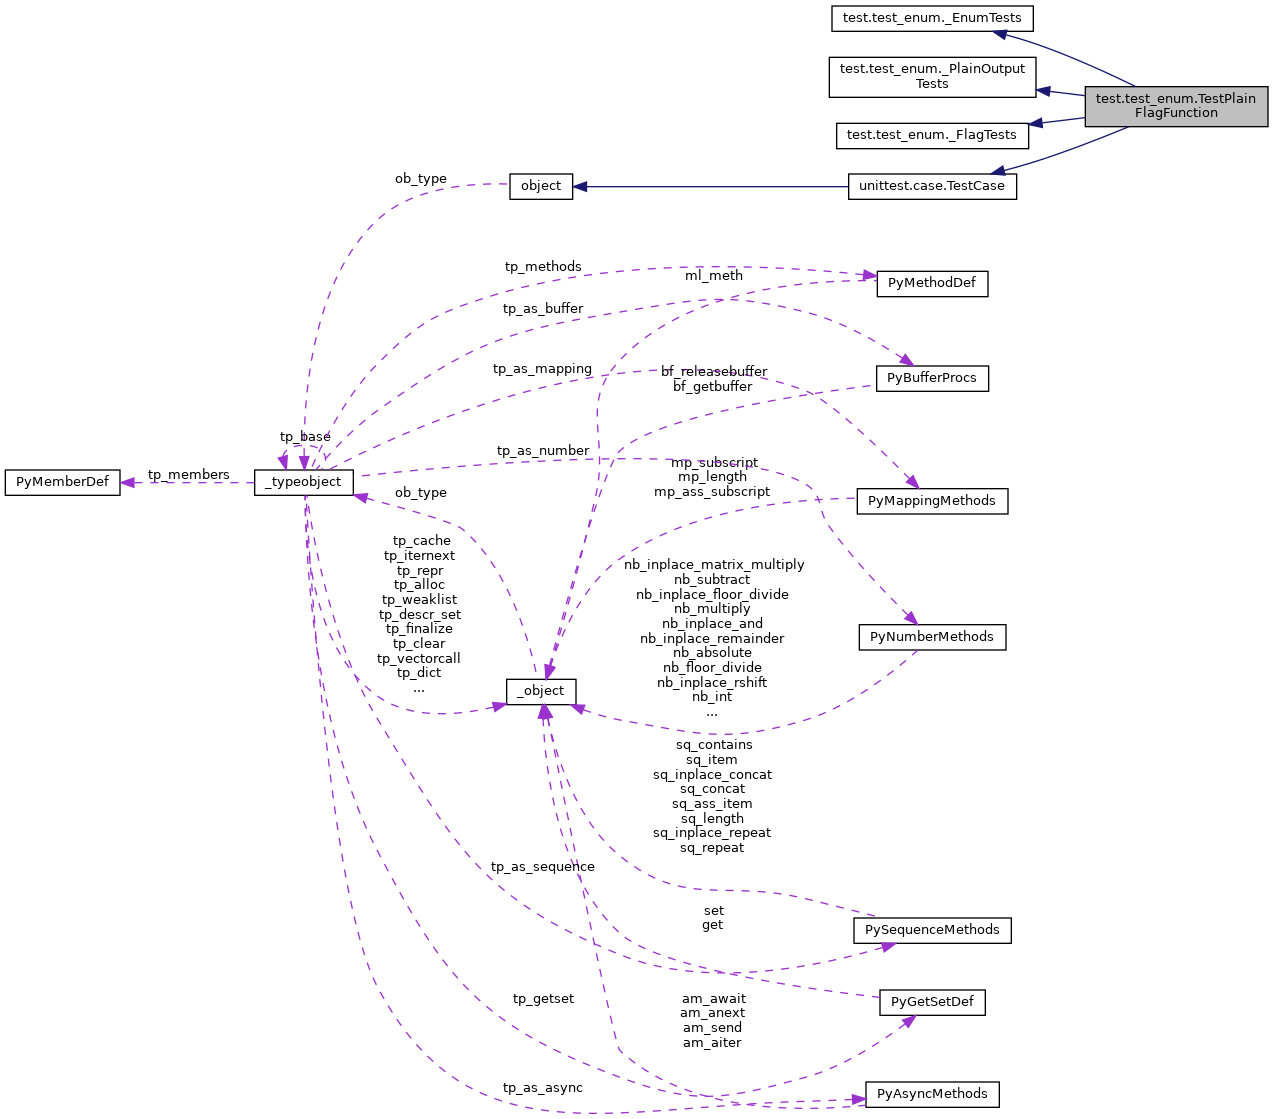 test.test_enum._EnumTests
test.test_enum._PlainOutput
Tests
test.test_enum.TestPlain
FlagFunction
test.test_enum._FlagTests
ob_type
object
unittest.case.TestCase
tp_methods
ml_meth
PyMethodDef
tp_as_buffer
tp_as_mapping
bf_releasebuffer
bf_getbuffer
PyBufferProcs
tp_base
tp_as_number
mp_subscript
mp_length
mp_ass_subscript
PyMemberDef
tp_members
_typeobject
ob_type
PyMappingMethods
tp_cache
tp_iternext
tp_repr
tp_alloc
tp_weaklist
tp_descr_set
tp_finalize
tp_clear
tp_vectorcall
tp_dict
...
nb_inplace_matrix_multiply
nb_subtract
nb_inplace_floor_divide
nb_multiply
nb_inplace_and
nb_inplace_remainder
nb_absolute
nb_floor_divide
nb_inplace_rshift
nb_int
...
PyNumberMethods
_object
sq_contains
sq_item
sq_inplace_concat
sq_concat
sq_ass_item
sq_length
sq_inplace_repeat
sq_repeat
tp_as_sequence
set
get
PySequenceMethods
tp_getset
am_await
am_anext
am_send
am_aiter
PyGetSetDef
tp_as_async
PyAsyncMethods